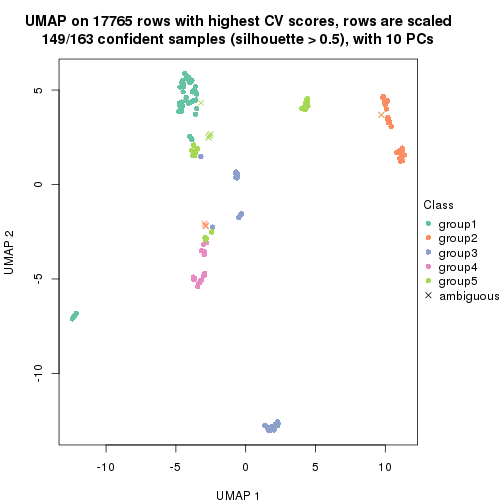 UMAP on 17765 rows with highest CV scores, rows are scaled
149/163 confident samples (silhouette > 0.5), with 10 PCs
5
0
-5
-10
UMAP 2
-10
-5
0
5
10
UMAP 1
Class
group1
group2
group3
group4
group5
ambiguous